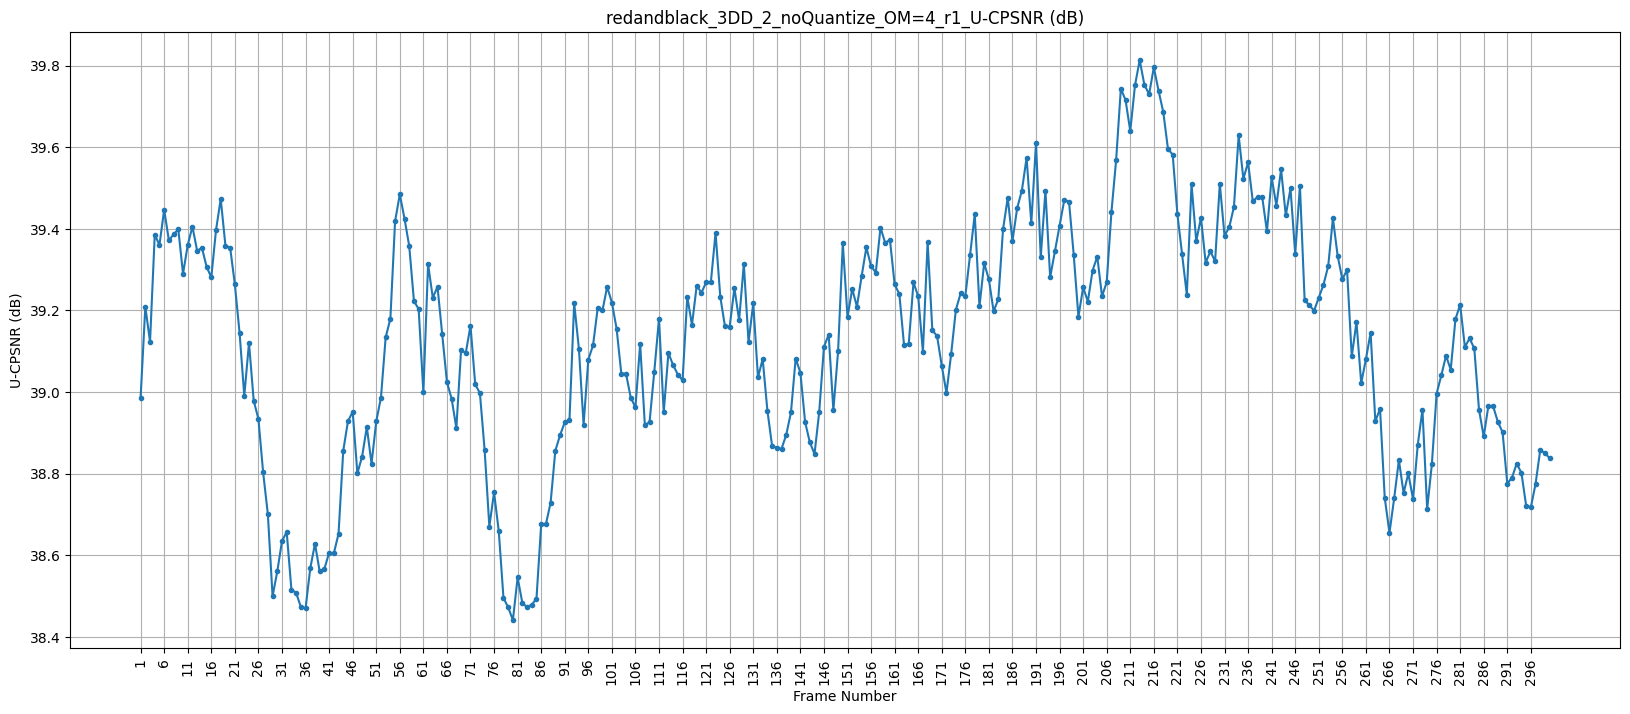 redandblack_3DD_2_noQuantize_OM=4_r1_U-CPSNR (dB)
39.8
39.6
39.4
39.2
39.0
38.8
38.6
38.4
U-CPSNR (dB)
1 6 11 16 21 26 31 36 41 46 51 56 61 66 71 76 81 86 91 96 101 106 111 116 121 126 131 136 141 146 151 156 161 166 171 176 181 186 191 196 201 206 211 216 221 226 231 236 241 246 251 256 261 266 271 276 281 286 291 296
Frame Number